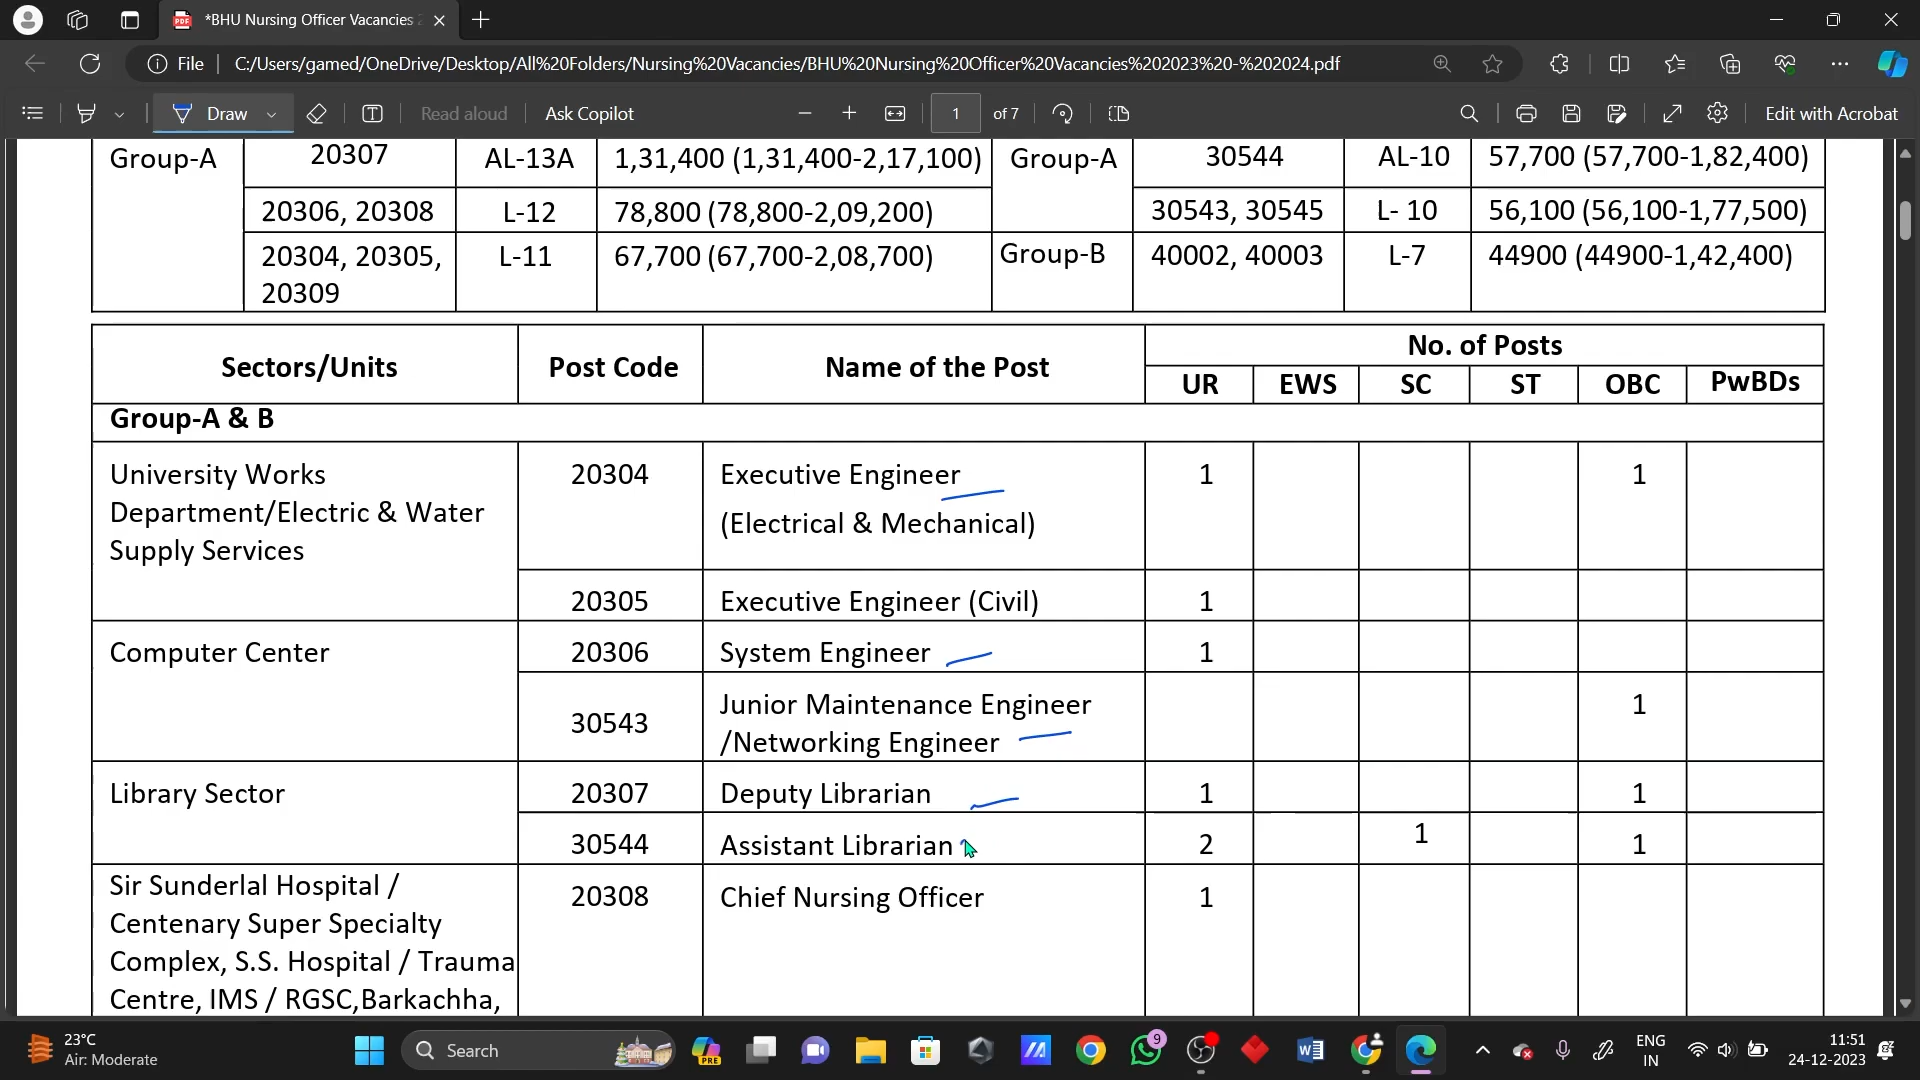 *BHU Nursing Officer Vacancies 2
File
C:/Users/gamed/OneDrive/Desktop/All%20Folders/Nursing%20Vacancies/BHU%20Nursing%20Officer%20Vacancies%202023%20-%202024.pdf
Draw
Read aloud
Ask Copilot
1 of 7
Edit with Acrobat
Group-A 20307 AL-13A 1,31,400 (1,31,400-2,17,100) Group-A 30544 AL-10 57,700 (57,700-1,82,400)
20306, 20308 L-12 78,800 (78,800-2,09,200) 30543, 30545 L- 10 56,100 (56,100-1,77,500)
20304, 20305, L-11 67,700 (67,700-2,08,700) Group-B 40002, 40003 L-7 44900 (44900-1,42,400)
20309
Sectors/Units Post Code Name of the Post No. of Posts
UR EWS SC ST OBC PwBDs
Group-A & B
University Works 20304 Executive Engineer 1 1
Department/Electric & Water (Electrical & Mechanical)
Supply Services
20305 Executive Engineer (Civil) 1
Computer Center 20306 System Engineer 1
30543 Junior Maintenance Engineer 1
/Networking Engineer
Library Sector 20307 Deputy Librarian 1 1
30544 Assistant Librarian 2 1 1
Sir Sunderlal Hospital / 20308 Chief Nursing Officer 1
Centenary Super Specialty
Complex, S.S. Hospital / Trauma
Centre, IMS / RGSC,Barkachha,
23°C
Air: Moderate
Search
PRE
9
ENG
IN
11:51
24-12-2023